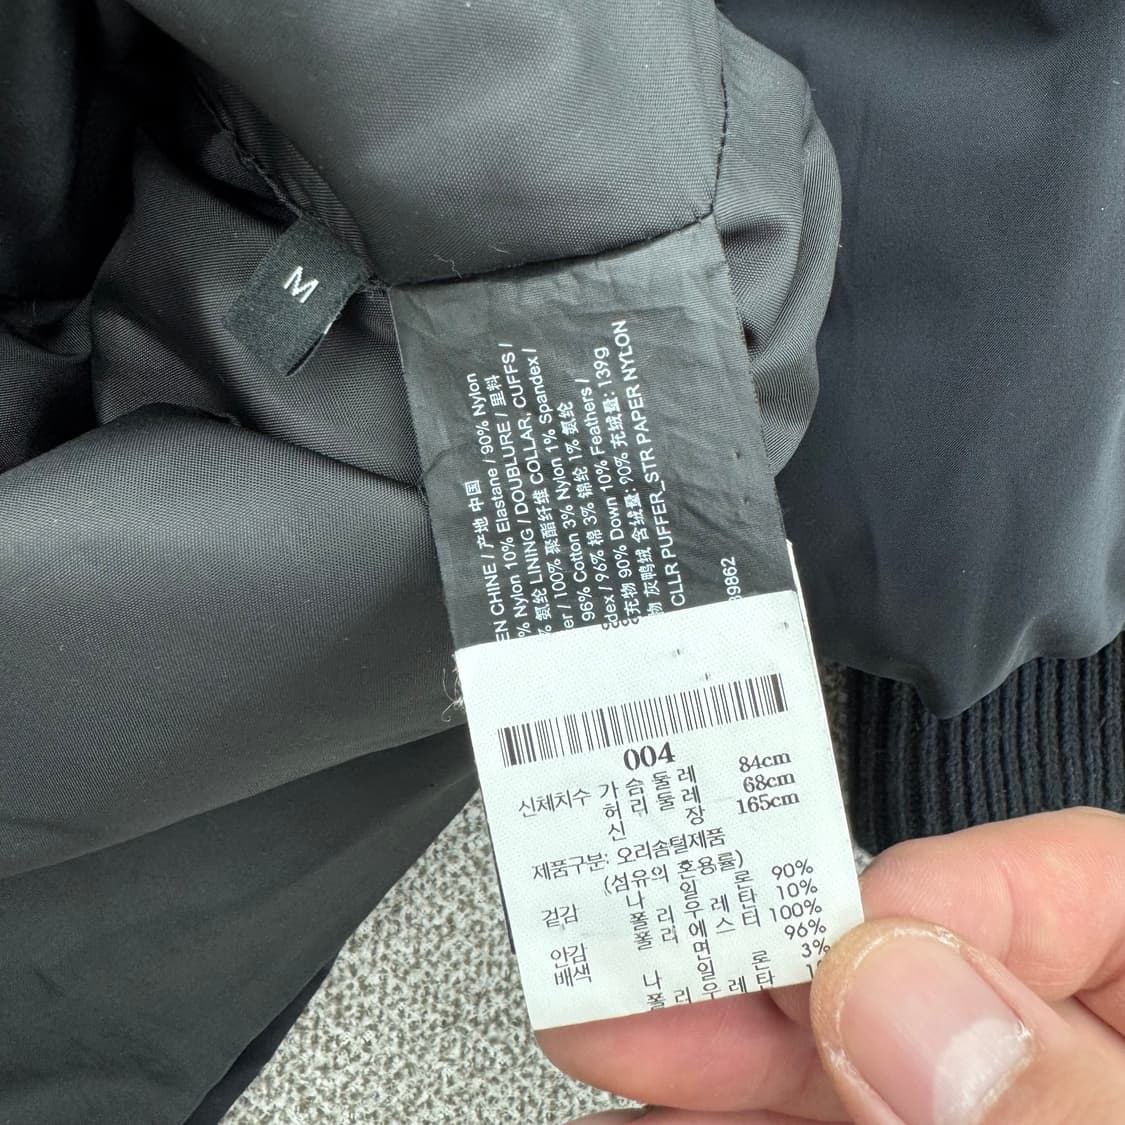 M
EN CHINE / 产地 中国
% Nylon 10% Elastane / 90% Nylon
% 氨纶 LINING / DOUBLURE / 里料
er / 100% 聚酯纤维 COLLAR, CUFFS /
96% Cotton 3% Nylon 1% Spandex /
dex / 96% 棉 3% 锦纶 1% 氨纶
充物 90% Down 10% Feathers /
物 灰鸭绒 含绒量: 90% 充绒量: 139g
CLLR PUFFER_STR PAPER NYLON
39862
004
신체치수 가슴둘레 84cm
허리둘레 68cm
신장 165cm
제품구분: 오리솜털제품
(섬유의 혼용률)
겉감 나일론 90%
폴리우레탄 10%
안감 폴리에스터 100%
배색 면 96%
나일론 3%
폴리우레탄